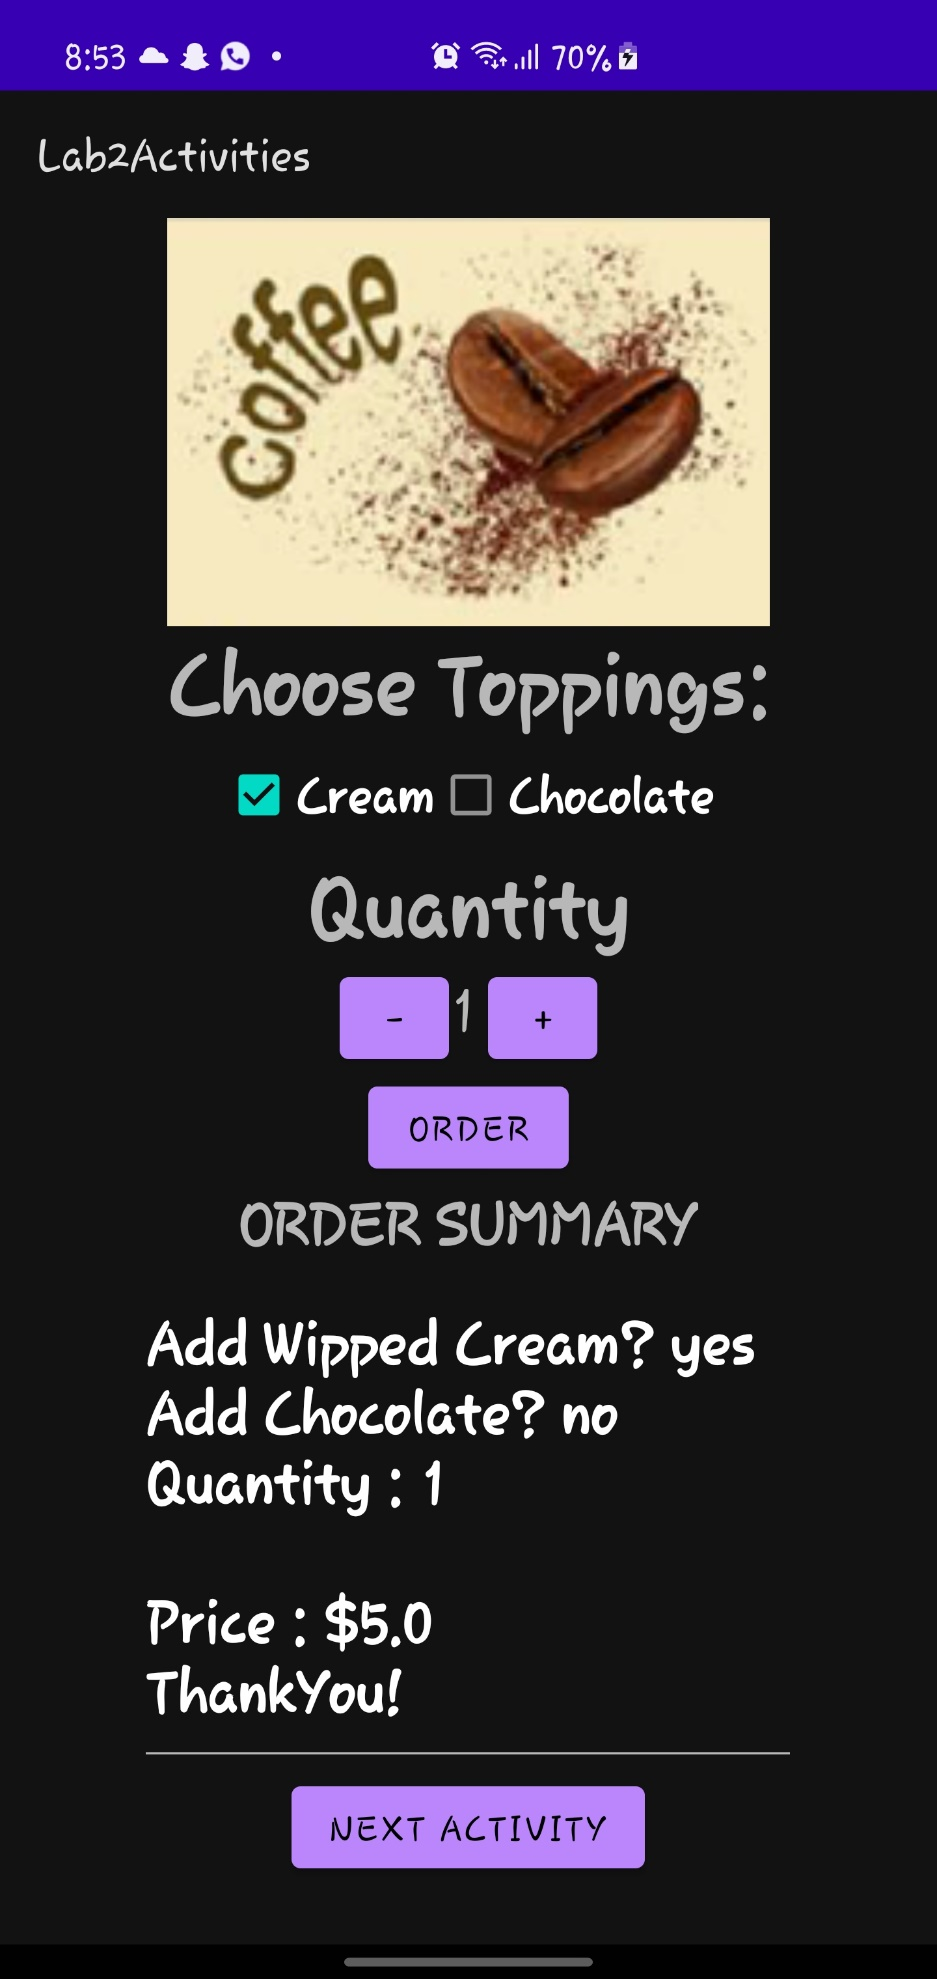 8:53 70%
Lab2Activities
Coffee
Choose Toppings:
Cream Chocolate
Quantity
- 1 +
ORDER
ORDER SUMMARY
Add Wipped Cream? yes
Add Chocolate? no
Quantity : 1
Price : $5.0
ThankYou!
NEXT ACTIVITY